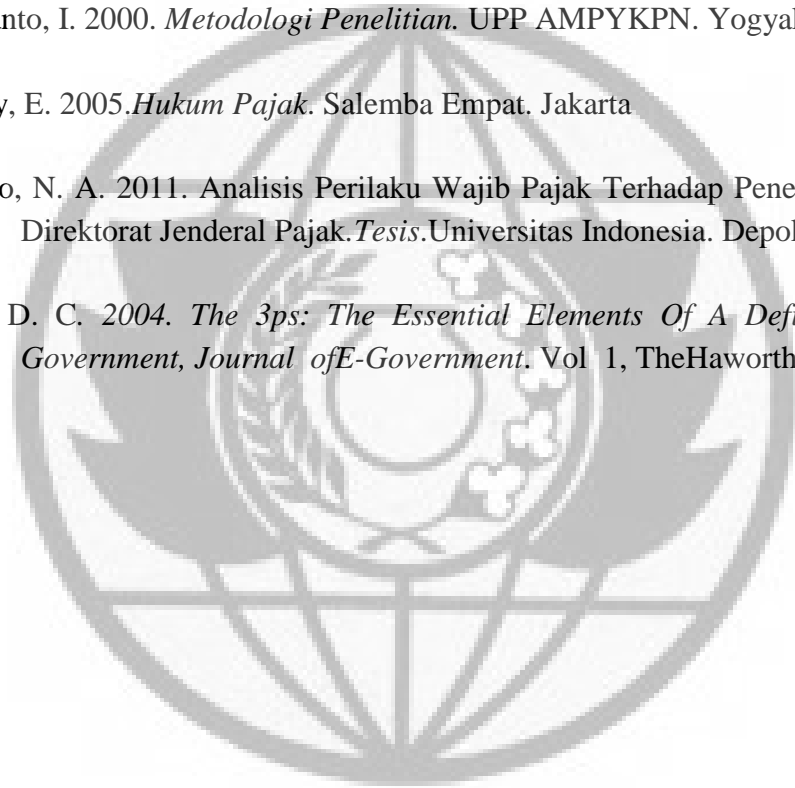 nto, I. 2000. Metodologi Penelitian. UPP AMPYKPN. Yogyal
y, E. 2005.Hukum Pajak. Salemba Empat. Jakarta
o, N. A. 2011. Analisis Perilaku Wajib Pajak Terhadap Pene
Direktorat Jenderal Pajak.Tesis.Universitas Indonesia. Depol
D. C. 2004. The 3ps: The Essential Elements Of A Defi
Government, Journal ofE-Government. Vol 1, TheHaworth